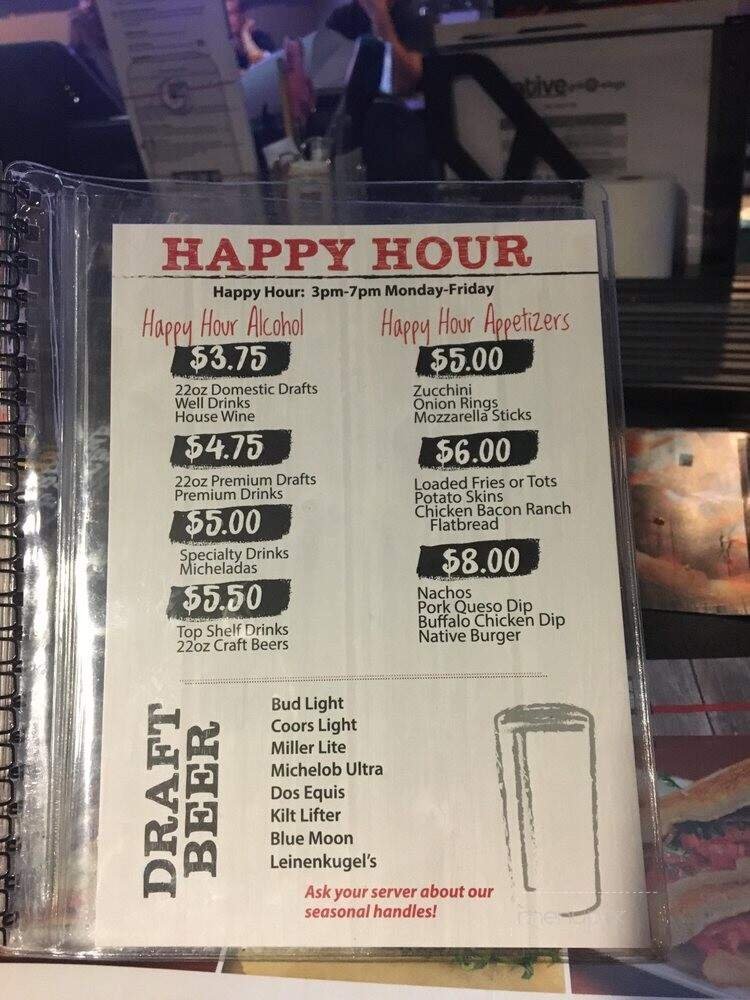 ative
HAPPY HOUR
Happy Hour: 3pm-7pm Monday-Friday
Happy Hour Alcohol
$3.75
22oz Domestic Drafts
Well Drinks
House Wine
$4.75
22oz Premium Drafts
Premium Drinks
$5.00
Specialty Drinks
Micheladas
$5.50
Top Shelf Drinks
22oz Craft Beers
Happy Hour Appetizers
$5.00
Zucchini
Onion Rings
Mozzarella Sticks
$6.00
Loaded Fries or Tots
Potato Skins
Chicken Bacon Ranch
Flatbread
$8.00
Nachos
Pork Queso Dip
Buffalo Chicken Dip
Native Burger
DRAFT
BEER
Bud Light
Coors Light
Miller Lite
Michelob Ultra
Dos Equis
Kilt Lifter
Blue Moon
Leinenkugel's
Ask your server about our
seasonal handles!